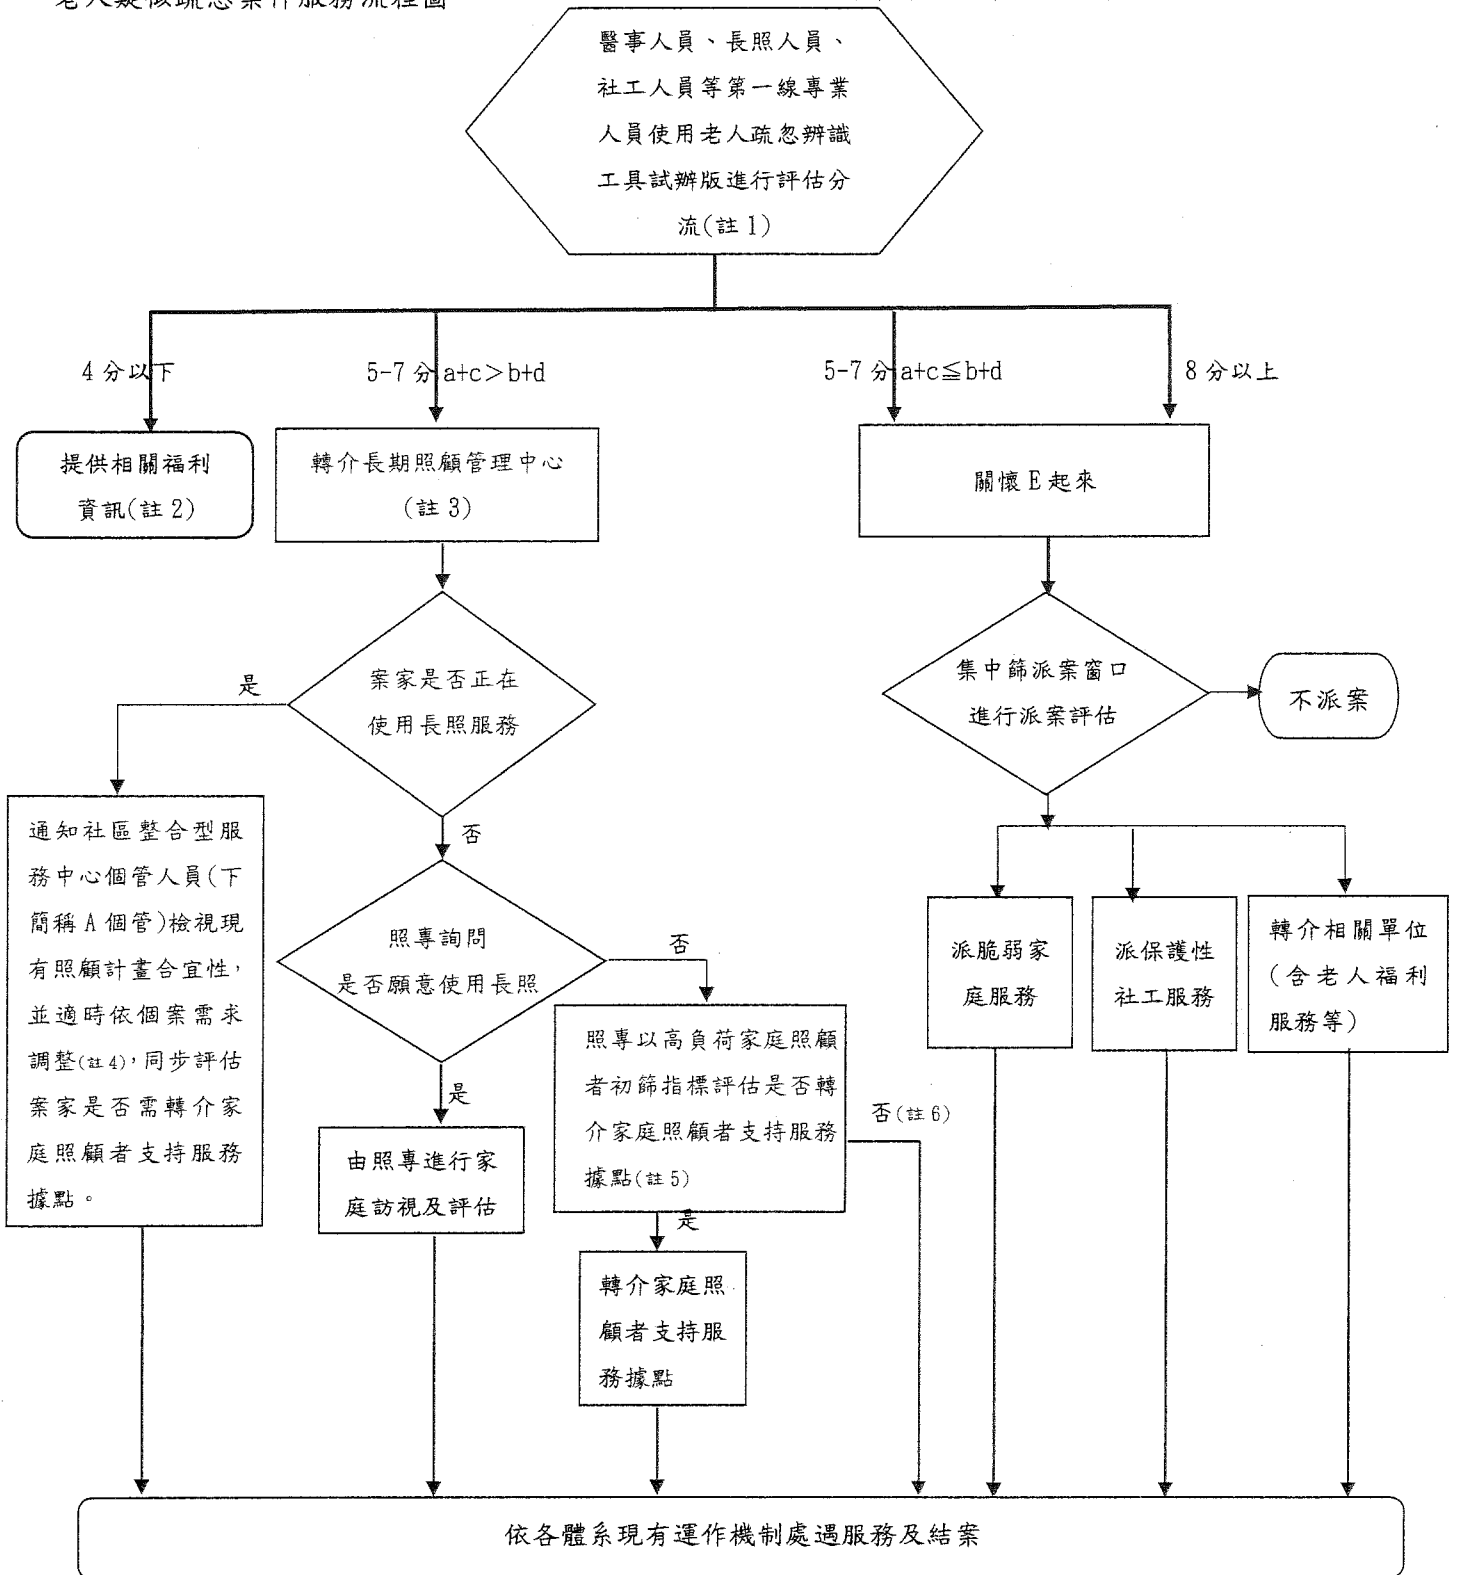 老人疑似疏忽案件服務流程圖
醫事人員、長照人員、
社工人員等第一線專業
人員使用老人疏忽辨識
工具試辦版進行評估分
流(註 1)
4 分以下
5-7 分 a+c＞b+d
5-7 分 a+c≦b+d
8 分以上
提供相關福利
資訊(註 2)
轉介長期照顧管理中心
(註 3)
關懷 E 起來
案家是否正在
使用長照服務
是
否
集中篩派案窗口
進行派案評估
不派案
通知社區整合型服
務中心個管人員(下
簡稱 A 個管)檢視現
有照顧計畫合宜性,
並適時依個案需求
調整(註 4),同步評估
案家是否需轉介家
庭照顧者支持服務
據點。
照專詢問
是否願意使用長照
否
是
由照專進行家
庭訪視及評估
照專以高負荷家庭照顧
者初篩指標評估是否轉
介家庭照顧者支持服務
據點(註 5)
否(註 6)
是
轉介家庭照
顧者支持服
務據點
派脆弱家
庭服務
派保護性
社工服務
轉介相關單位
(含老人福利
服務等)
依各體系現有運作機制處遇服務及結案